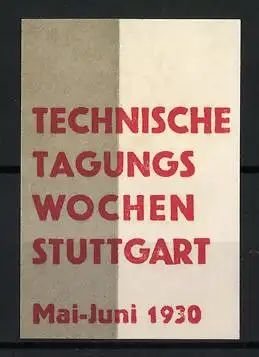 TECHNISCHE
TAGUNGS
WOCHEN
STUTTGART
Mai-Juni 1930